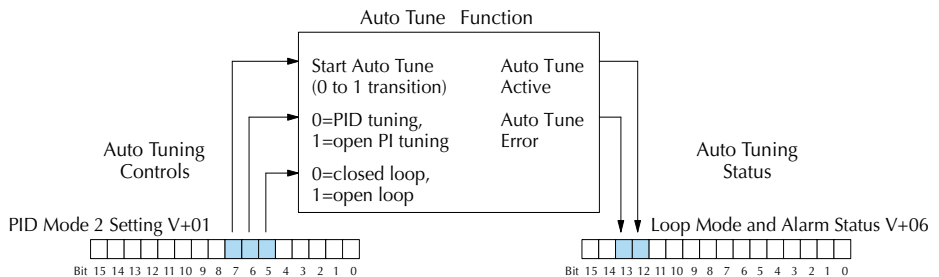 Auto Tune Function
Start Auto Tune
(0 to 1 transition)
Auto Tune
Active
0=PID tuning,
1=open PI tuning
Auto Tune
Error
0=closed loop,
1=open loop
Auto Tuning
Controls
Auto Tuning
Status
PID Mode 2 Setting V+01
Loop Mode and Alarm Status V+06
Bit 15 14 13 12 11 10 9 8 7 6 5 4 3 2 1 0
Bit 15 14 13 12 11 10 9 8 7 6 5 4 3 2 1 0